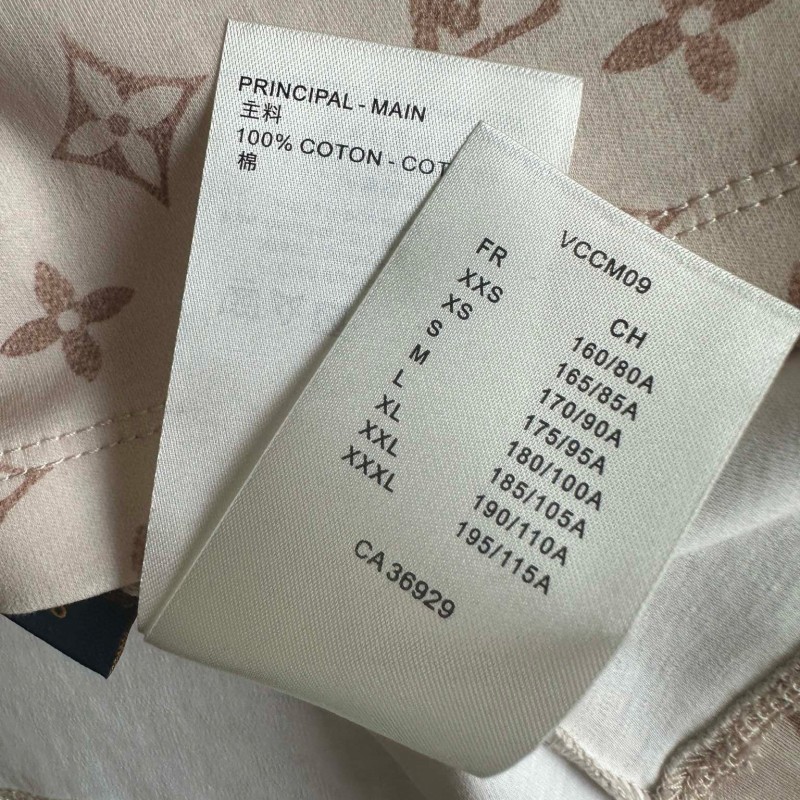 PRINCIPAL - MAIN
主料
100% COTON - COT
棉
VCCM09
FR CH
XXS 160/80A
XS 165/85A
S 170/90A
M 175/95A
L 180/100A
XL 185/105A
XXL 190/110A
XXXL 195/115A
CA 36929